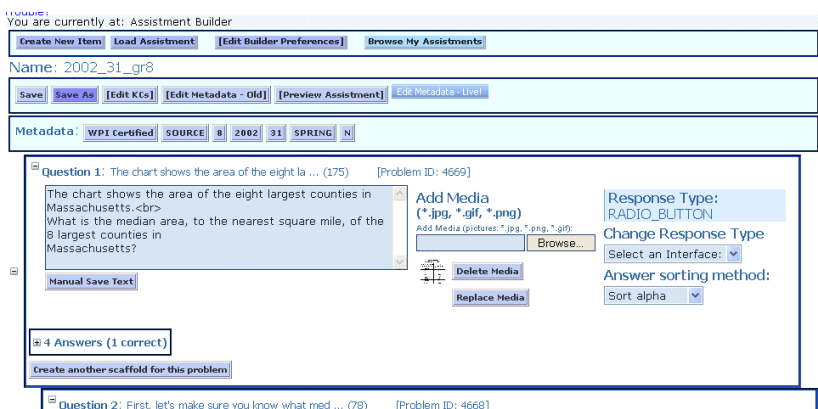 Trouble?
You are currently at: Assistment Builder
Create New Item Load Assistment [Edit Builder Preferences] Browse My Assistments
Name: 2002_31_gr8
Save Save As [Edit KCs] [Edit Metadata - Old] [Preview Assistment] Edit Metadata - Live!
Metadata: WPI Certified SOURCE 8 2002 31 SPRING N
Question 1: The chart shows the area of the eight la ... (175) [Problem ID: 4669]
The chart shows the area of the eight largest counties in
Massachusetts.<br>
What is the median area, to the nearest square mile, of the
8 largest counties in
Massachusetts?
Manual Save Text
Add Media
(*.jpg, *.gif, *.png)
Add Media (pictures: *.jpg, *.png, *.gif):
Browse...
Delete Media
Replace Media
Response Type:
RADIO_BUTTON
Change Response Type
Select an Interface:
Answer sorting method:
Sort alpha
4 Answers (1 correct)
Create another scaffold for this problem
Question 2: First, let's make sure you know what med ... (78) [Problem ID: 4668]